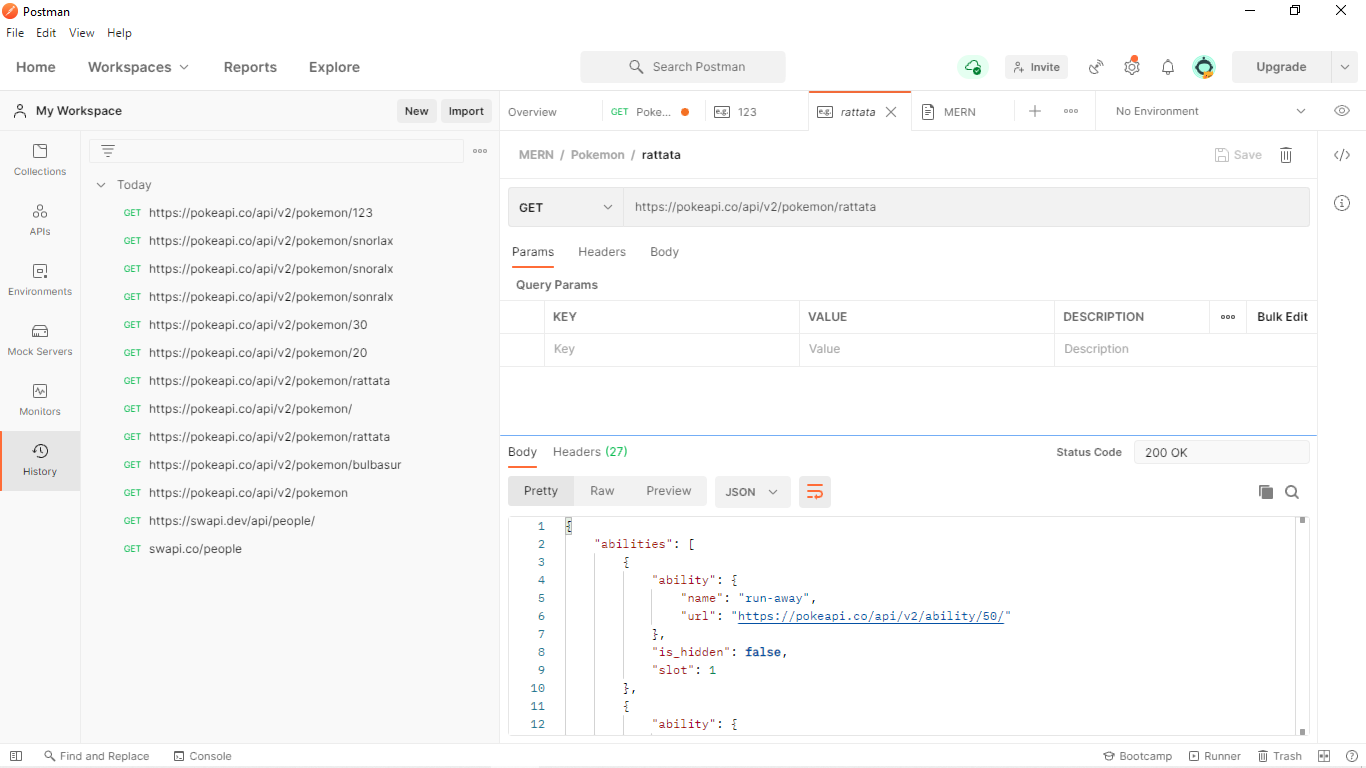 Postman
File Edit View Help
Home Workspaces Reports Explore Search Postman Invite Upgrade
My Workspace New Import
Overview GET Poke... e.g. 123 e.g. rattata MERN No Environment
Collections
APIs
Environments
Mock Servers
Monitors
History
Today
GET https://pokeapi.co/api/v2/pokemon/123
GET https://pokeapi.co/api/v2/pokemon/snorlax
GET https://pokeapi.co/api/v2/pokemon/snoralx
GET https://pokeapi.co/api/v2/pokemon/sonralx
GET https://pokeapi.co/api/v2/pokemon/30
GET https://pokeapi.co/api/v2/pokemon/20
GET https://pokeapi.co/api/v2/pokemon/rattata
GET https://pokeapi.co/api/v2/pokemon/
GET https://pokeapi.co/api/v2/pokemon/rattata
GET https://pokeapi.co/api/v2/pokemon/bulbasur
GET https://pokeapi.co/api/v2/pokemon
GET https://swapi.dev/api/people/
GET swapi.co/people
MERN / Pokemon / rattata Save
GET https://pokeapi.co/api/v2/pokemon/rattata
Params Headers Body
Query Params
KEY VALUE DESCRIPTION Bulk Edit
Key Value Description
Body Headers (27) Status Code 200 OK
Pretty Raw Preview JSON
1 {
2 "abilities": [
3 {
4 "ability": {
5 "name": "run-away",
6 "url": "https://pokeapi.co/api/v2/ability/50/"
7 },
8 "is_hidden": false,
9 "slot": 1
10 },
11 {
12 "ability": {
Find and Replace Console Bootcamp Runner Trash